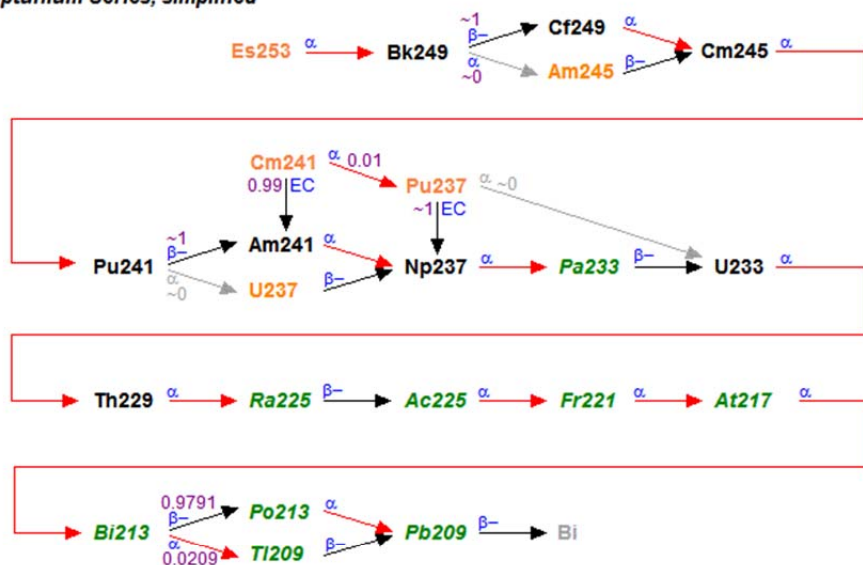 Series, simplified
~1
Es253 α Bk249 β− Cf249 α Cm245 α
α Am245 β−
~0
Cm241 α 0.01
0.99 EC Pu237 α ~0
~1 EC
~1
Pu241 β− Am241 α Np237 α Pa233 β− U233 α
α U237 β−
~0
Th229 α Ra225 β− Ac225 α Fr221 α At217 α
0.9791
Bi213 β− Po213 α Pb209 β− Bi
α Tl209 β−
0.0209